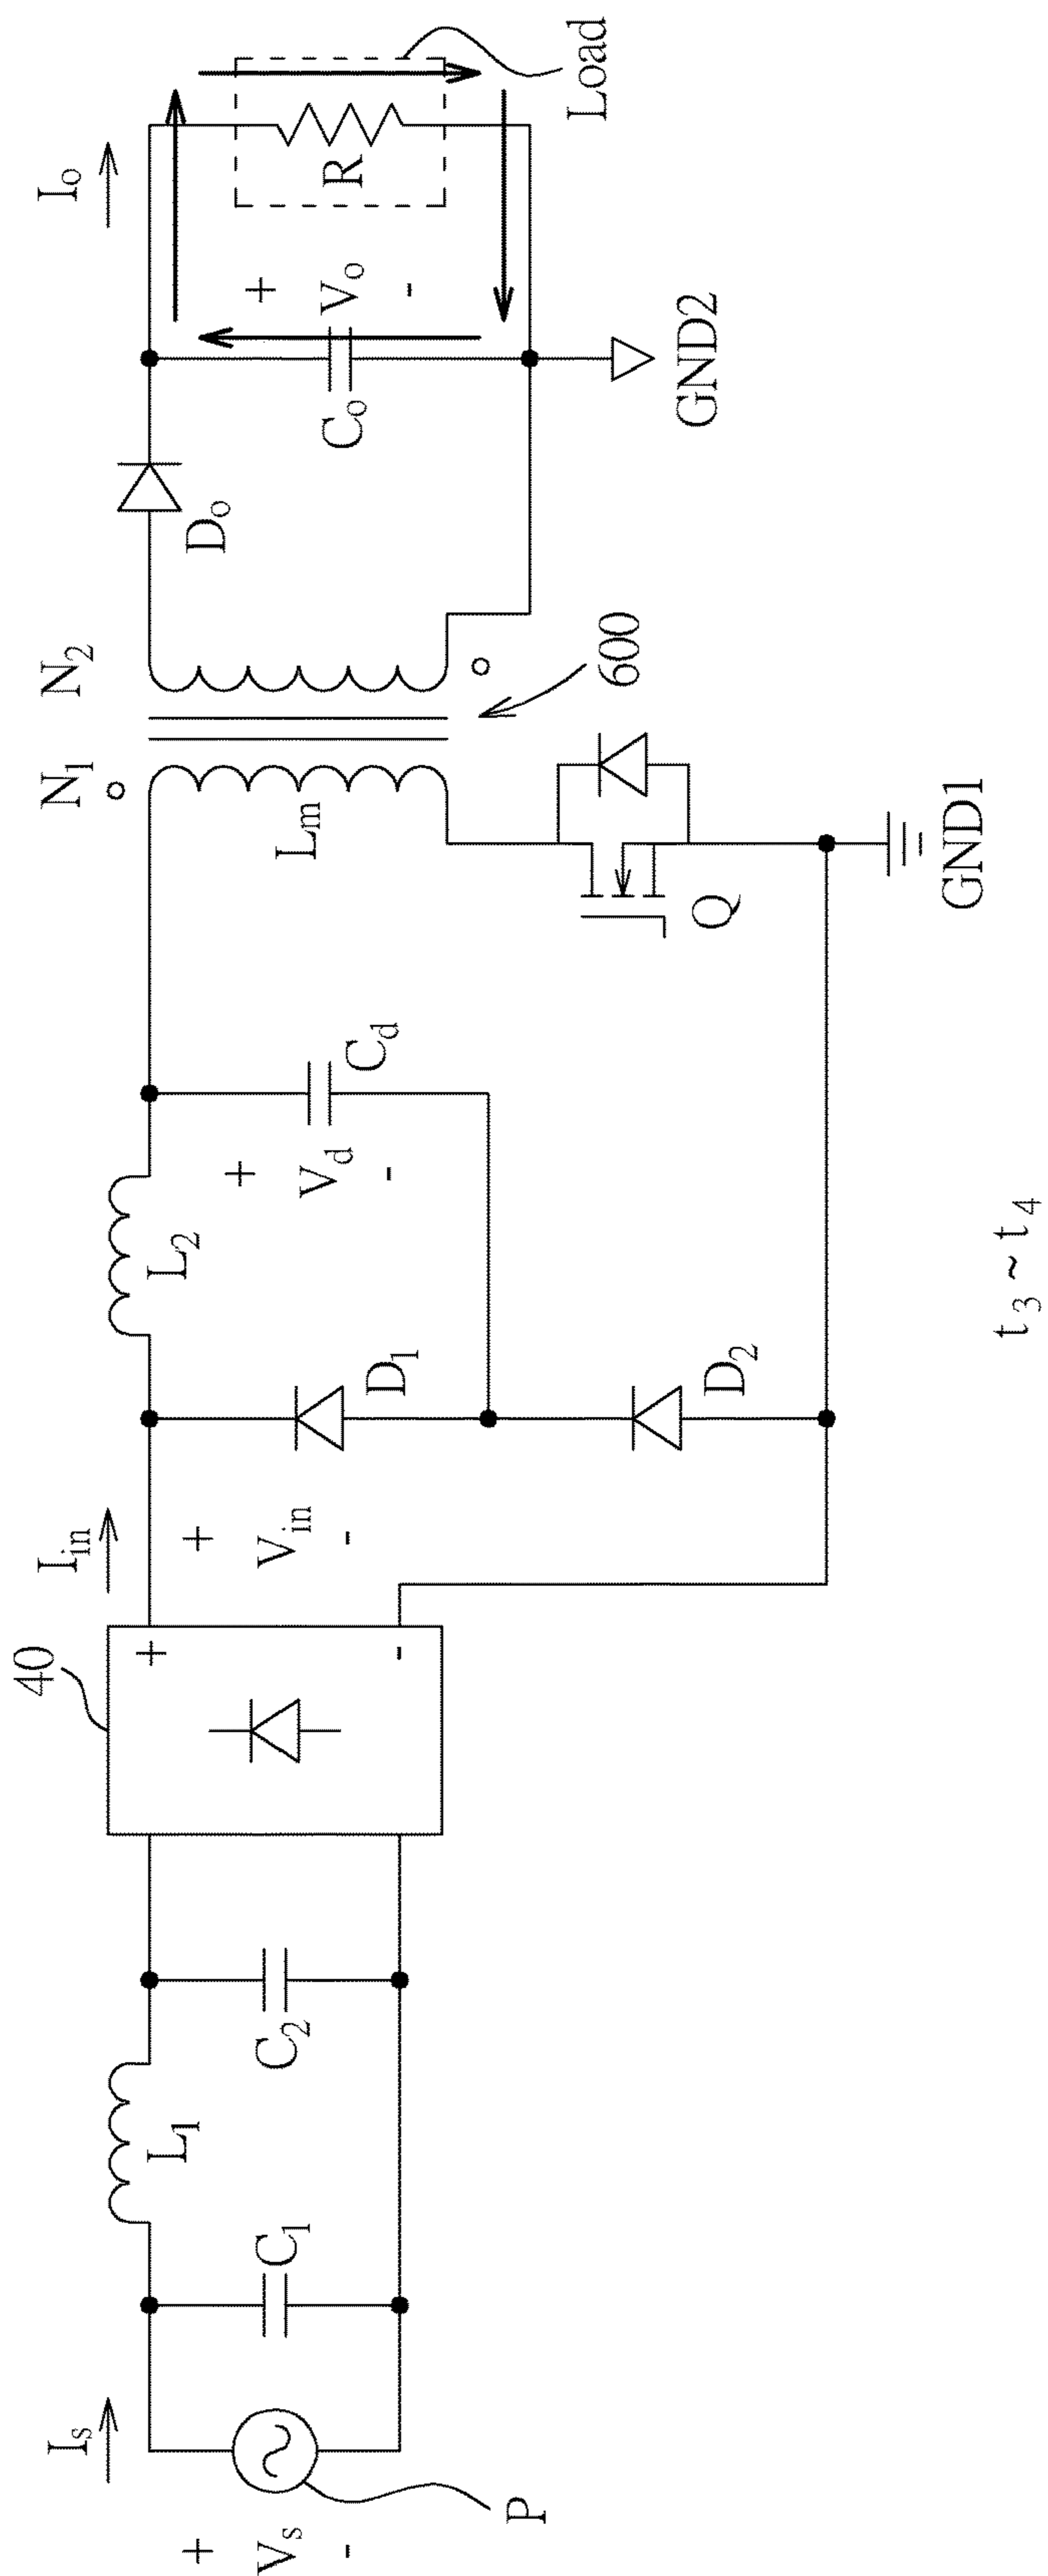 Is
+
Vs
-
P
C1
L1
C2
40
+
-
Iin
+
Vin
-
D1
D2
L2
+
Vd
-
Cd
N1
N2
Lm
Q
GND1
600
Do
Co
+
Vo
-
GND2
Io
R
Load
t3 ~ t4